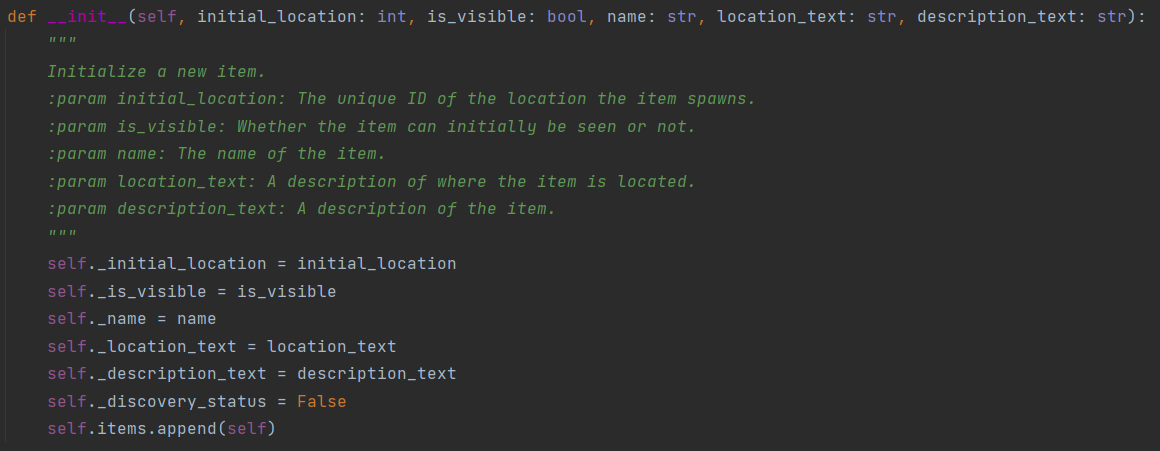 def __init__(self, initial_location: int, is_visible: bool, name: str, location_text: str, description_text: str):
    """
    Initialize a new item.
    :param initial_location: The unique ID of the location the item spawns.
    :param is_visible: Whether the item can initially be seen or not.
    :param name: The name of the item.
    :param location_text: A description of where the item is located.
    :param description_text: A description of the item.
    """
    self._initial_location = initial_location
    self._is_visible = is_visible
    self._name = name
    self._location_text = location_text
    self._description_text = description_text
    self._discovery_status = False
    self.items.append(self)